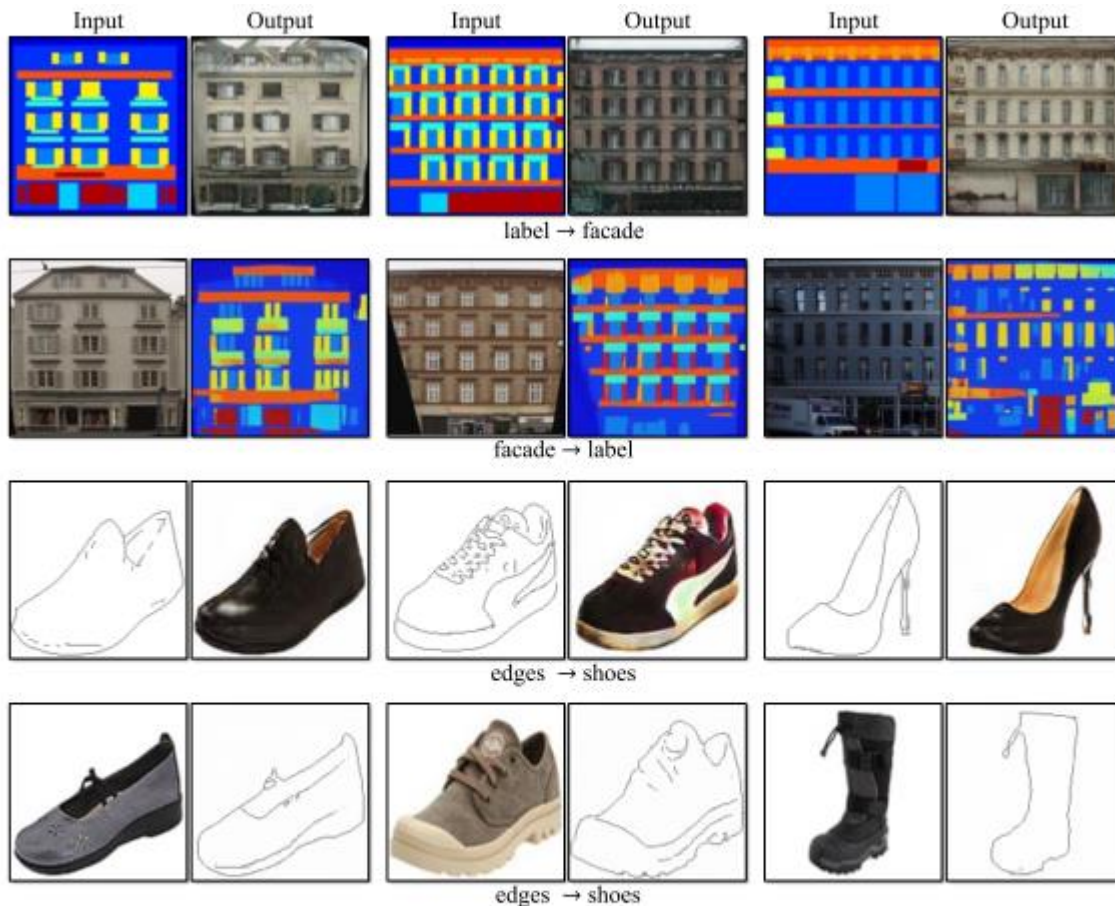 Input Output Input Output Input Output
label → facade
facade → label
edges → shoes
edges → shoes